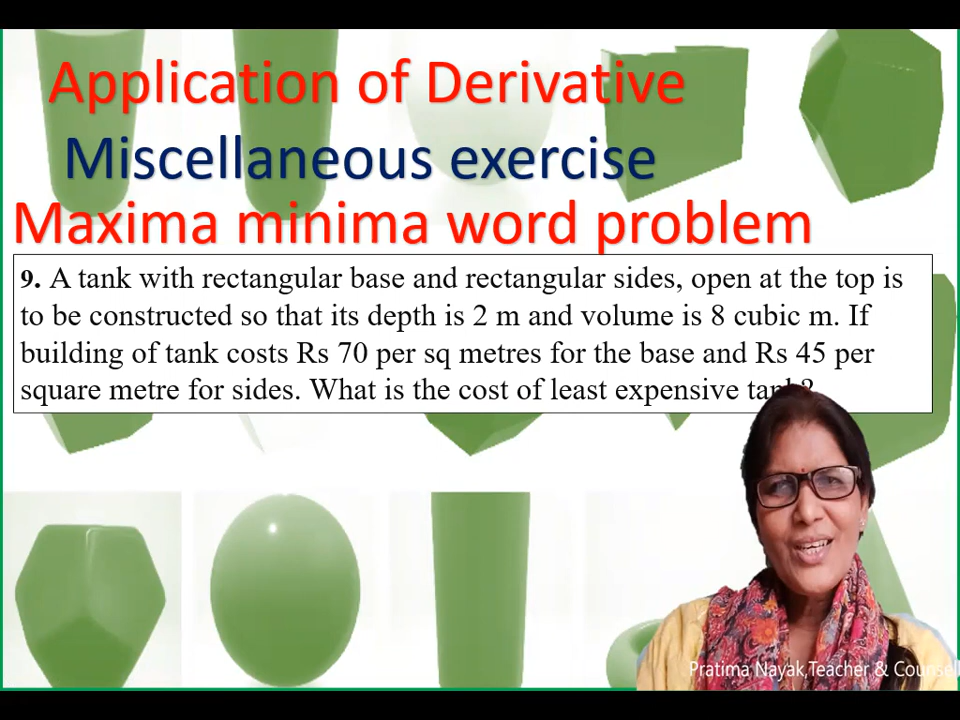 Application of Derivative
Miscellaneous exercise
Maxima minima word problem
9. A tank with rectangular base and rectangular sides, open at the top is
to be constructed so that its depth is 2 m and volume is 8 cubic m. If
building of tank costs Rs 70 per sq metres for the base and Rs 45 per
square metre for sides. What is the cost of least expensive tank?
Pratima Nayak,Teacher & Counsell